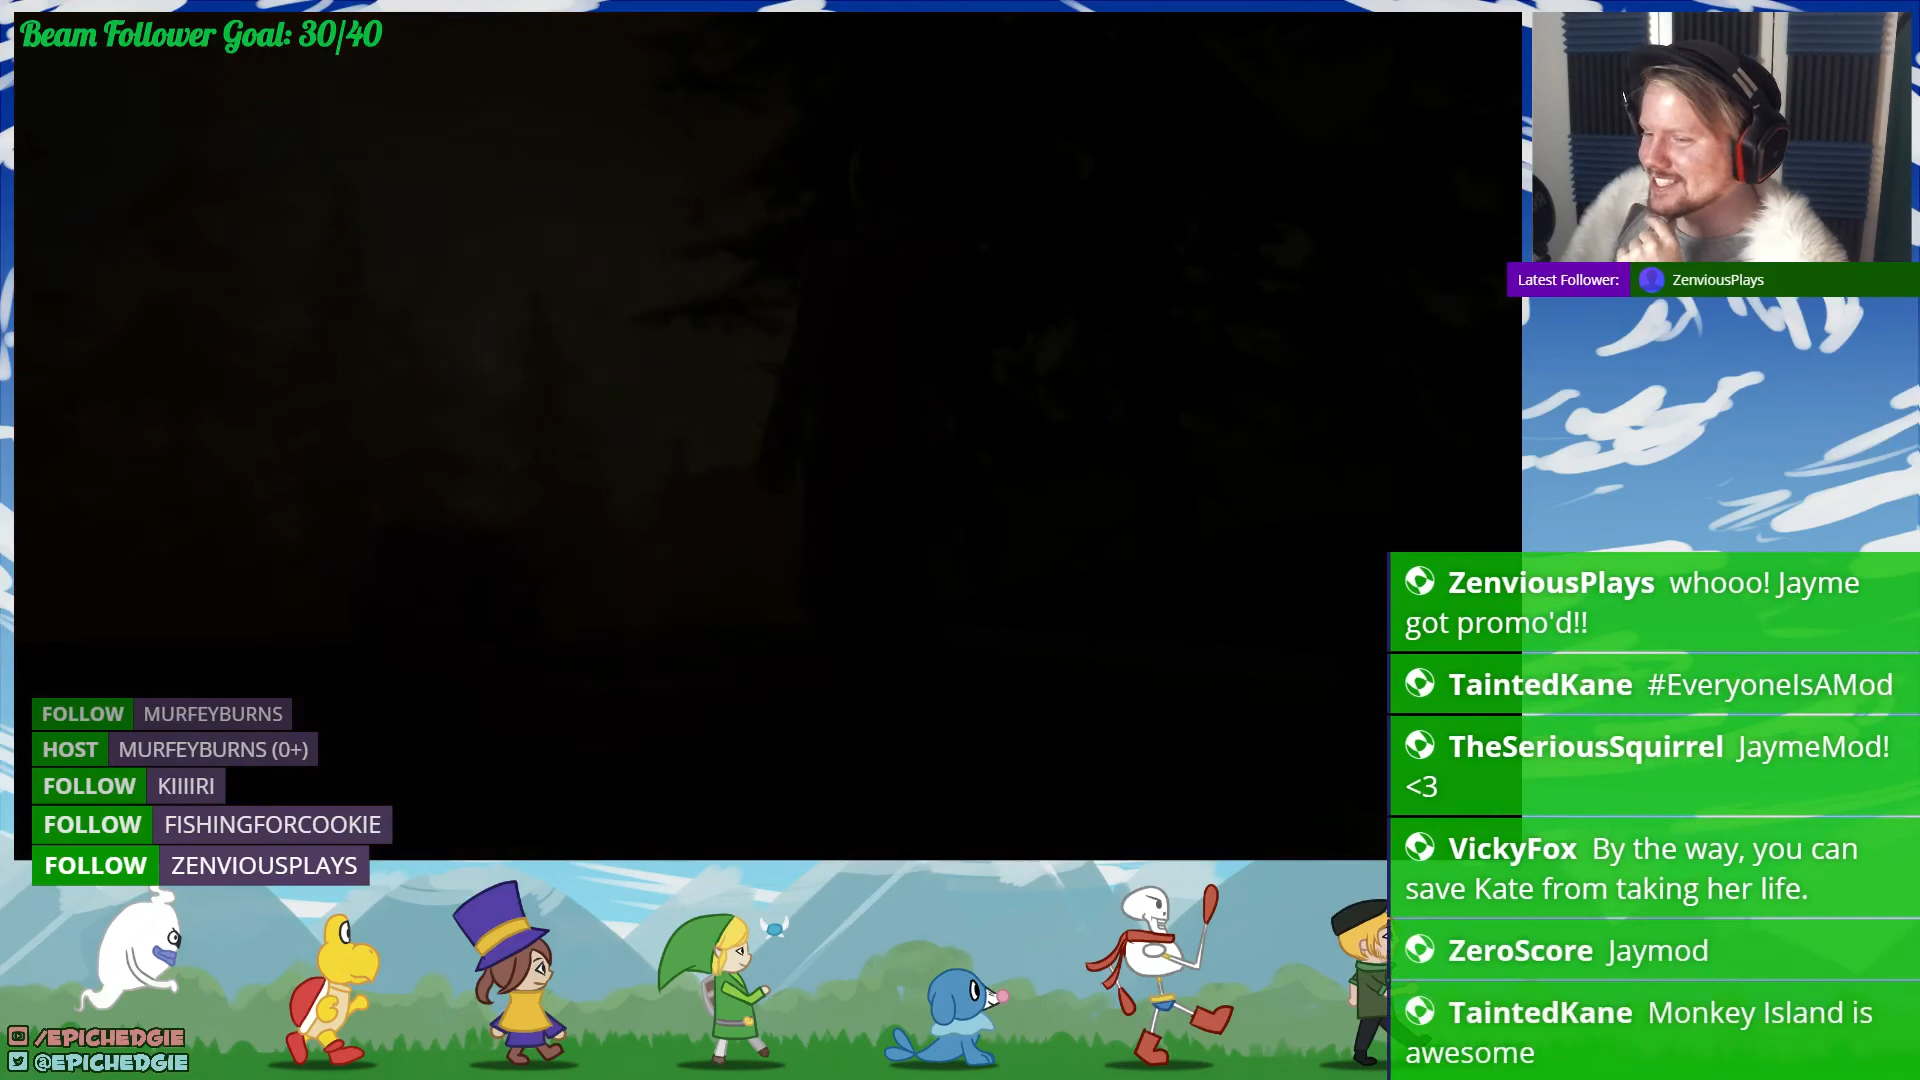 Beam Follower Goal: 30/40
Latest Follower: ZenviousPlays
ZenviousPlays whooo! Jayme
got promo'd!!
TaintedKane #EveryoneIsAMod
TheSeriousSquirrel JaymeMod!
<3
VickyFox By the way, you can
save Kate from taking her life.
ZeroScore Jaymod
TaintedKane Monkey Island is
awesome
FOLLOW MURFEYBURNS
HOST MURFEYBURNS (0+)
FOLLOW KIIIIRI
FOLLOW FISHINGFORCOOKIE
FOLLOW ZENVIOUSPLAYS
/EPICHEDGIE
@EPICHEDGIE